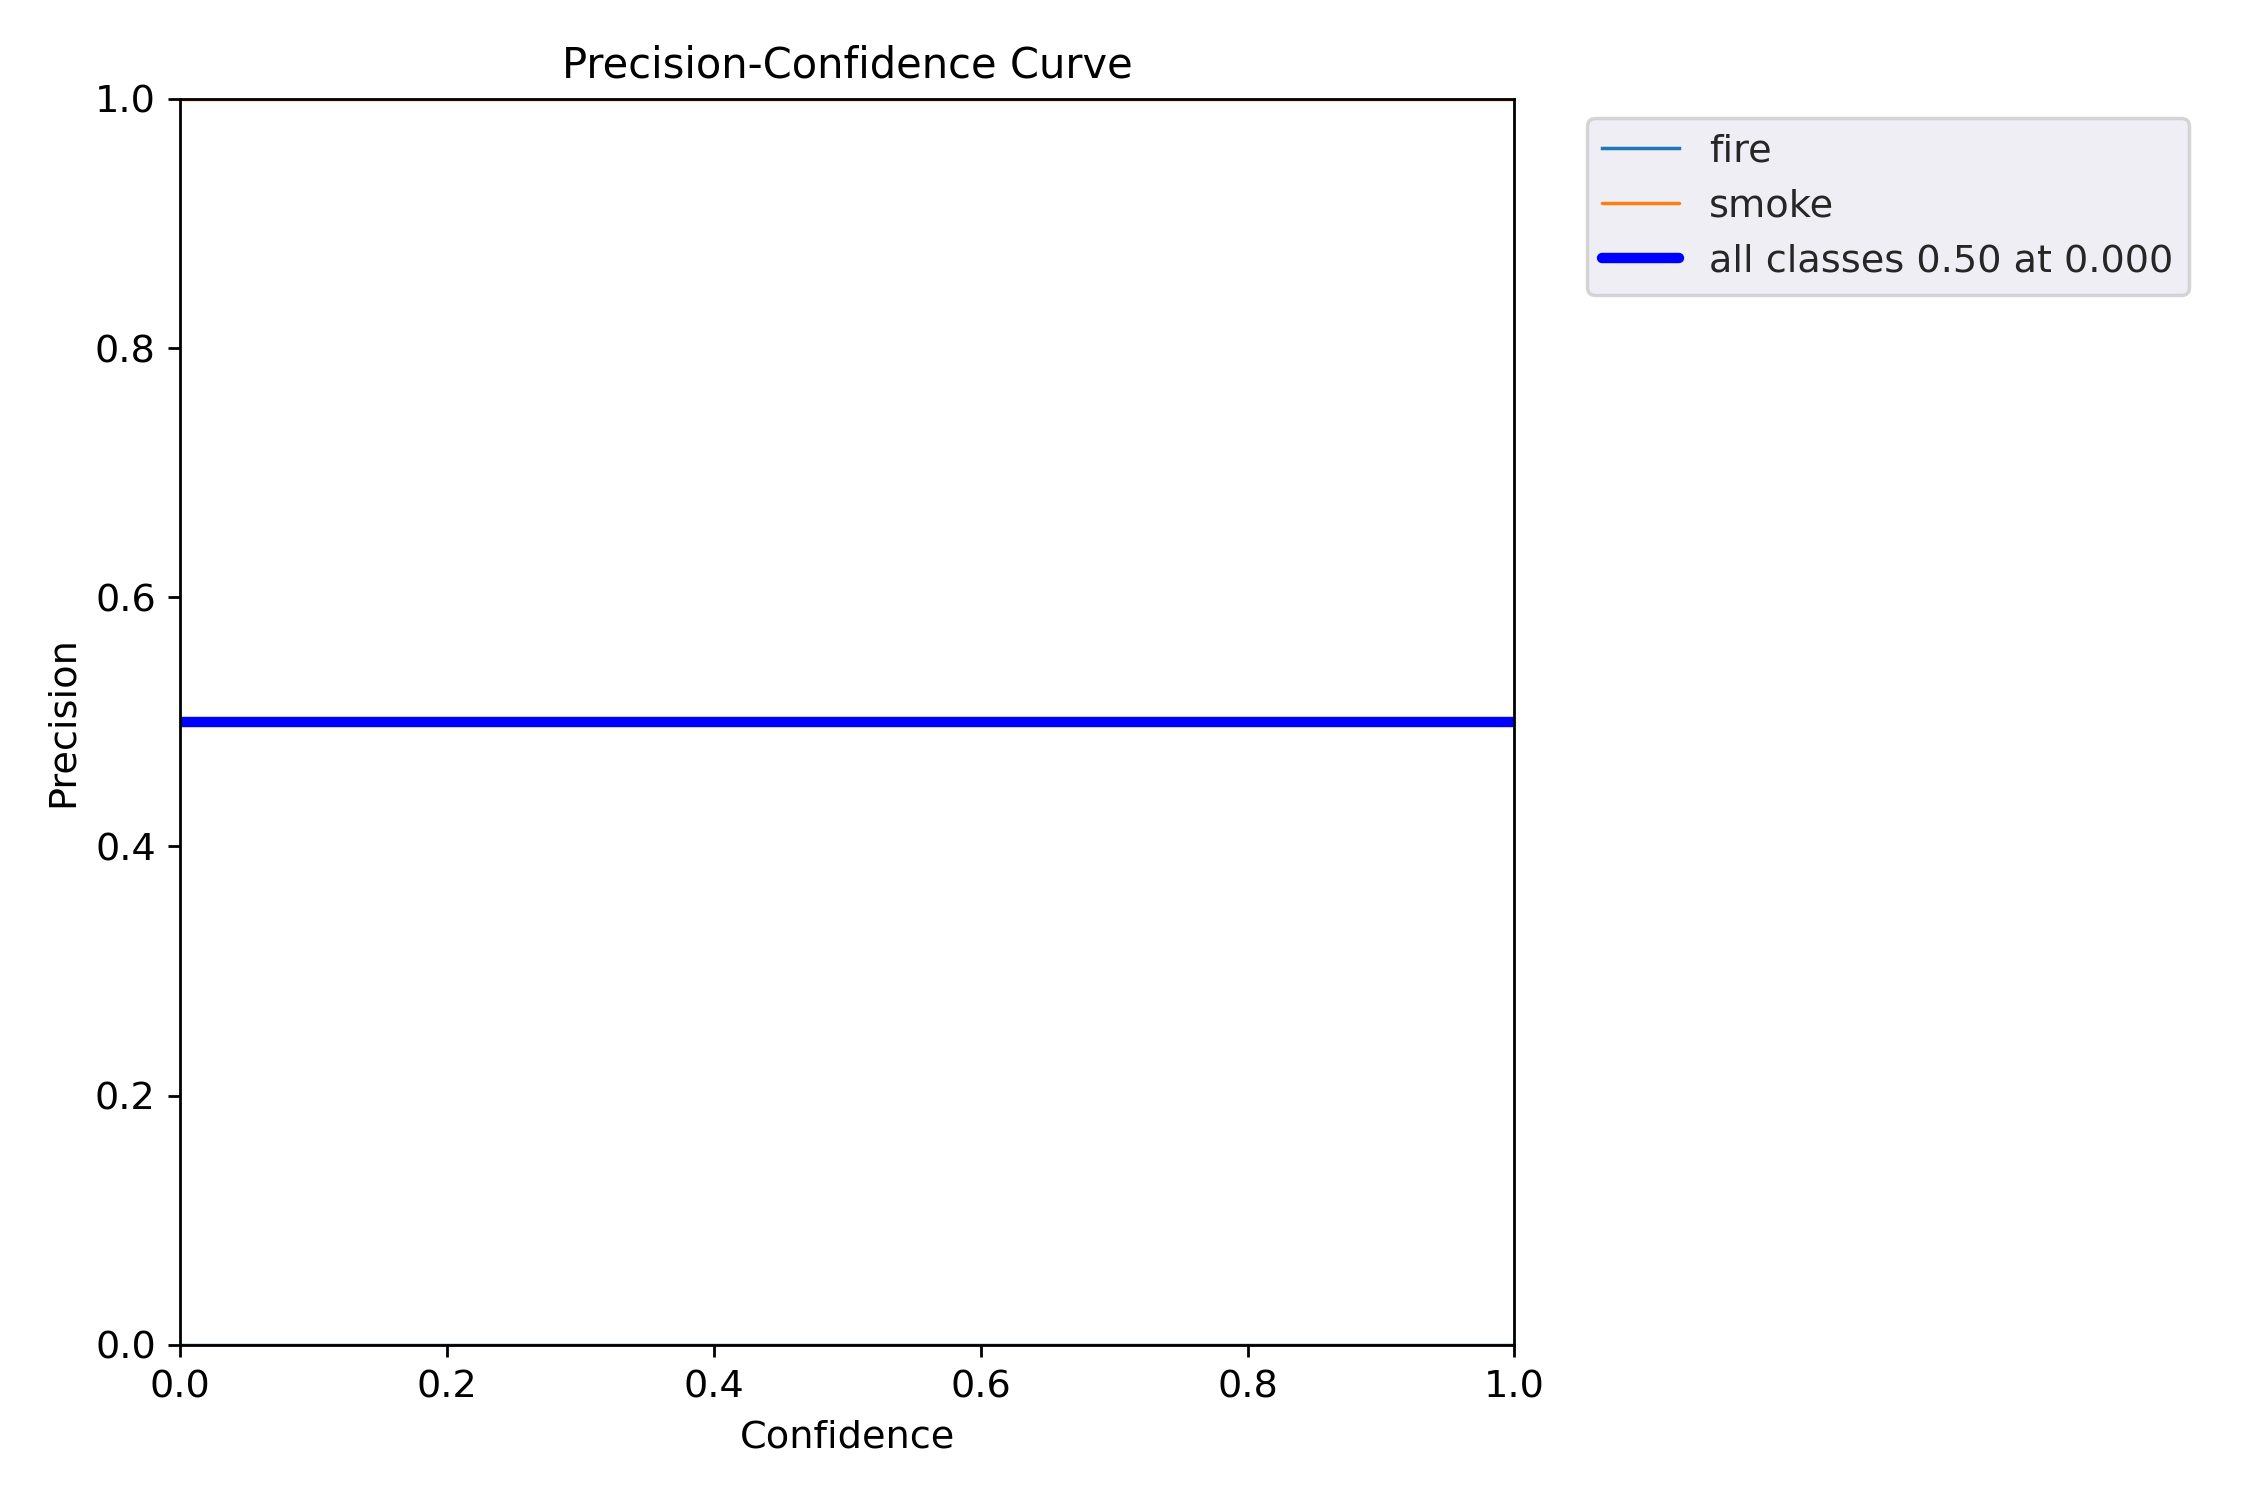 Precision-Confidence Curve
1.0
0.8
0.6
0.4
0.2
0.0
Precision
0.0 0.2 0.4 0.6 0.8 1.0
Confidence
fire
smoke
all classes 0.50 at 0.000